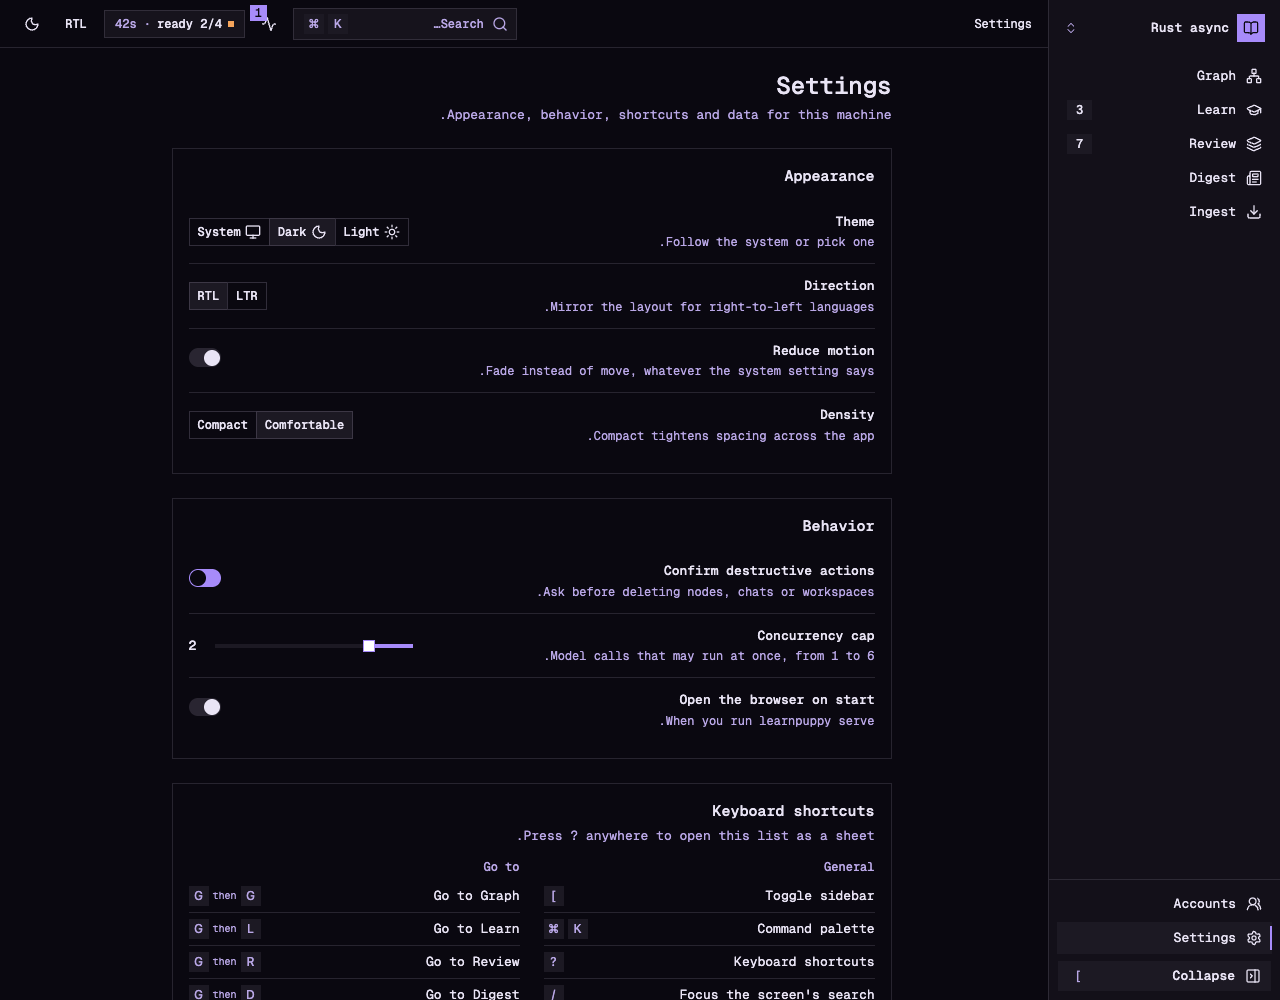 RTL
42s · ready 2/4
1
⌘ K
…Search
Settings
Rust async
Graph
Learn 3
Review 7
Digest
Ingest
Settings
.Appearance, behavior, shortcuts and data for this machine
Appearance
Theme
.Follow the system or pick one
System Dark Light
Direction
.Mirror the layout for right-to-left languages
RTL LTR
Reduce motion
.Fade instead of move, whatever the system setting says
Density
.Compact tightens spacing across the app
Compact Comfortable
Behavior
Confirm destructive actions
.Ask before deleting nodes, chats or workspaces
Concurrency cap
.Model calls that may run at once, from 1 to 6
2
Open the browser on start
.When you run learnpuppy serve
Keyboard shortcuts
.Press ? anywhere to open this list as a sheet
General
Toggle sidebar [
Command palette ⌘ K
Keyboard shortcuts ?
Focus the screen's search /
Go to
Go to Graph G then G
Go to Learn G then L
Go to Review G then R
Go to Digest G then D
Accounts
Settings
Collapse [